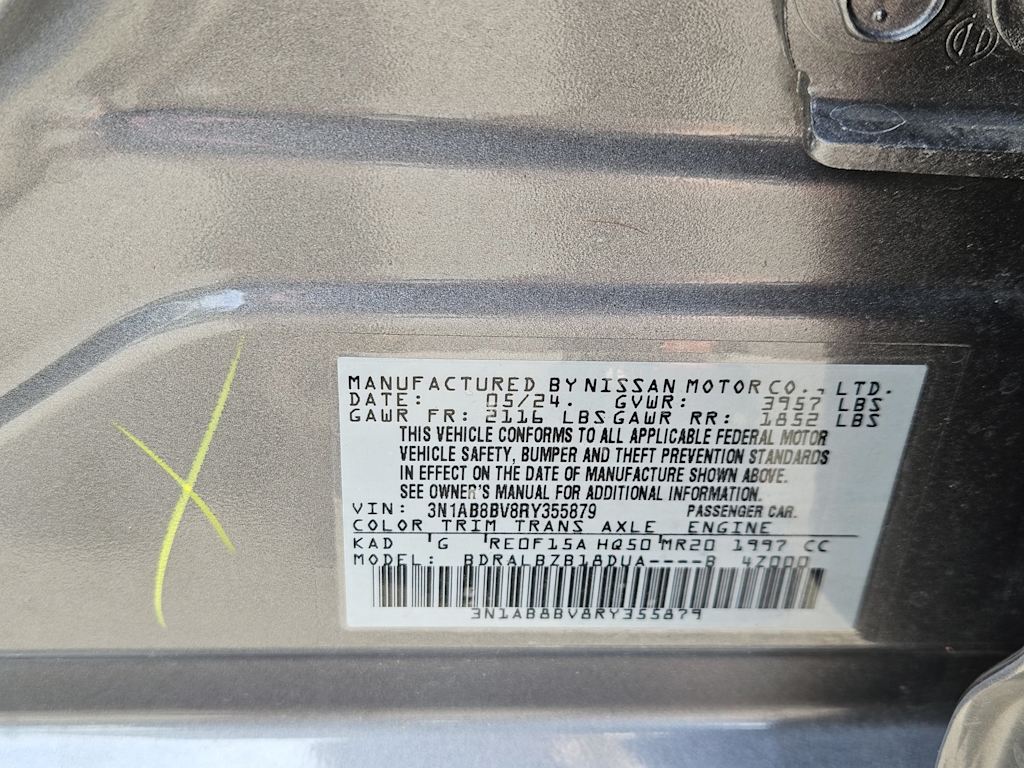 MANUFACTURED BY NISSAN MOTOR CO., LTD.
DATE: 05/24. GVWR: 3957 LBS
GAWR FR: 2116 LBS GAWR RR: 1852 LBS
THIS VEHICLE CONFORMS TO ALL APPLICABLE FEDERAL MOTOR
VEHICLE SAFETY, BUMPER AND THEFT PREVENTION STANDARDS
IN EFFECT ON THE DATE OF MANUFACTURE SHOWN ABOVE.
SEE OWNER'S MANUAL FOR ADDITIONAL INFORMATION.
VIN: 3N1AB8BV8RY355879 PASSENGER CAR.
COLOR TRIM TRANS AXLE ENGINE
KAD G RE0F15A HQ50 MR20 1997 CC
MODEL: BDRALBZB18DUA----B 4Z000
3N1AB8BV8RY355879